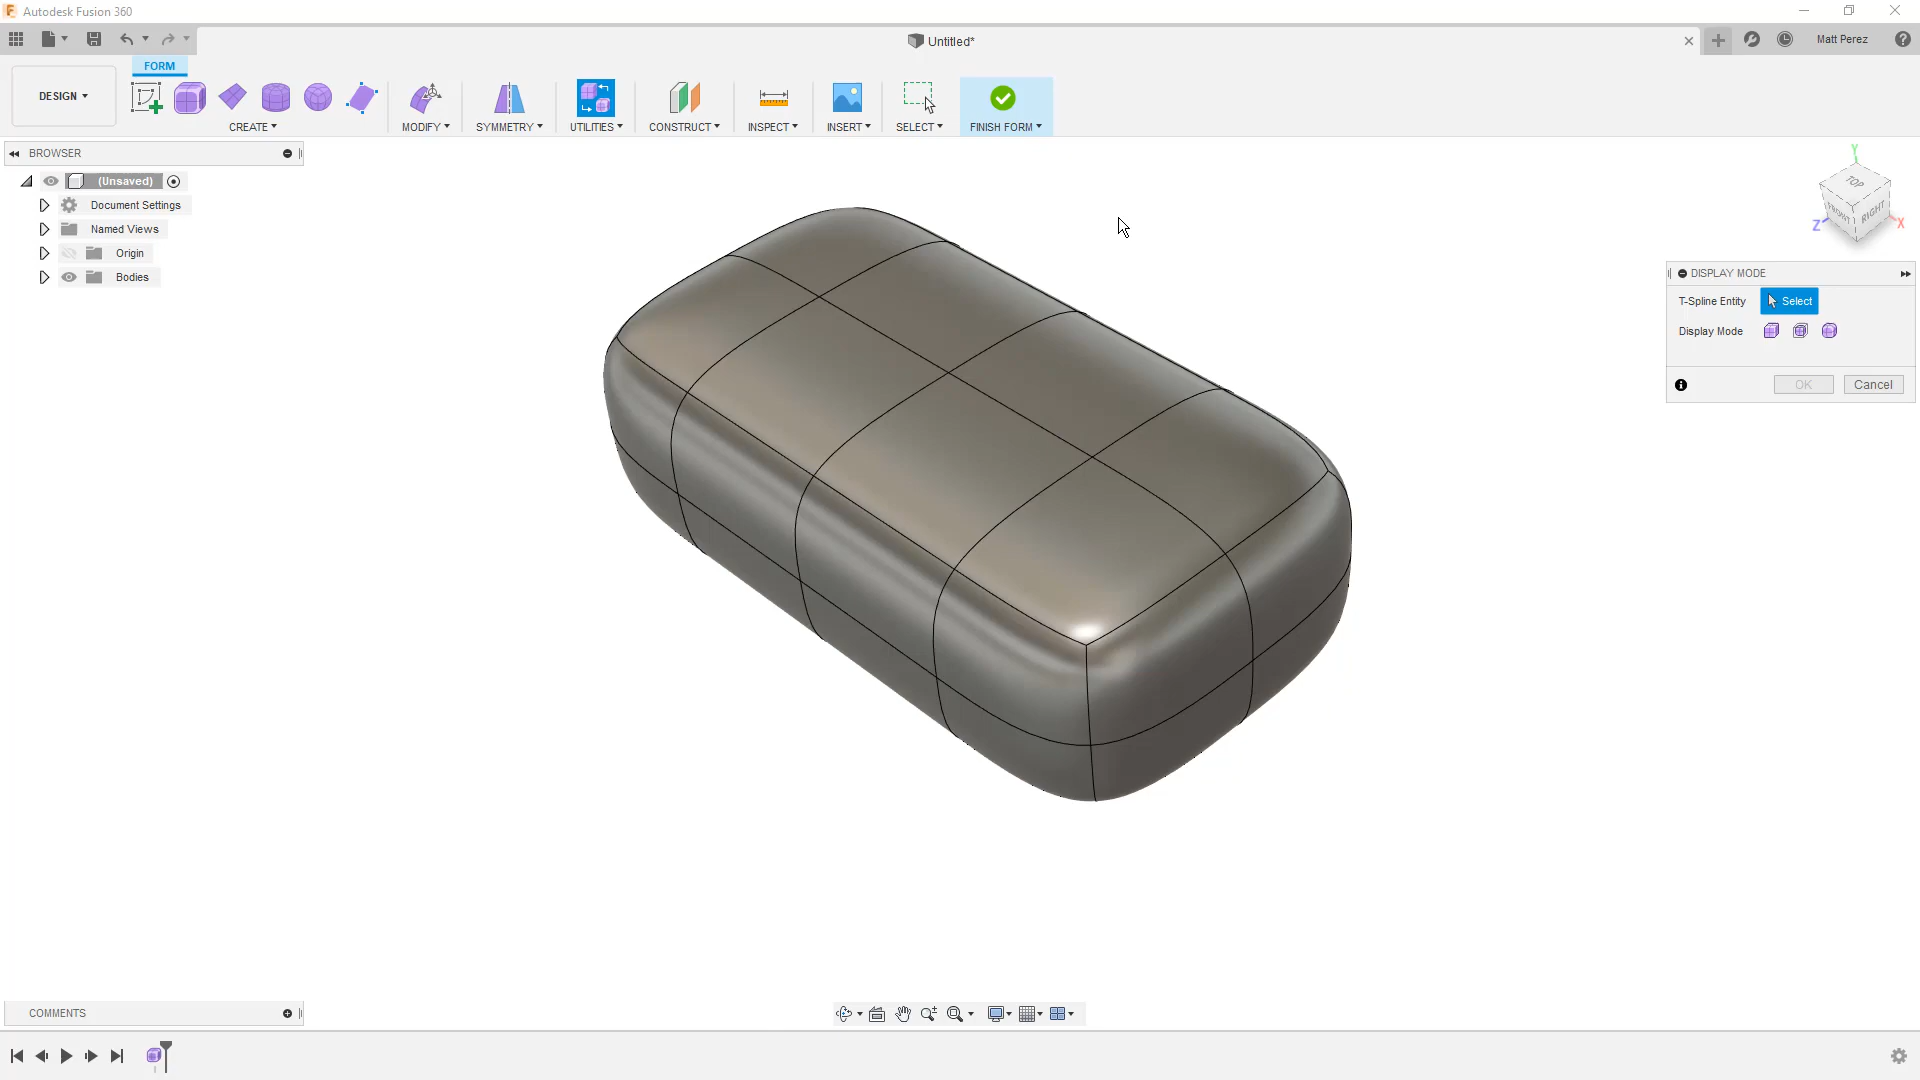 Autodesk Fusion 360
Untitled*
Matt Perez
FORM
DESIGN
CREATE
MODIFY
SYMMETRY
UTILITIES
CONSTRUCT
INSPECT
INSERT
SELECT
FINISH FORM
BROWSER
(Unsaved)
Document Settings
Named Views
Origin
Bodies
Y
TOP
FRONT
RIGHT
Z
X
DISPLAY MODE
T-Spline Entity
Select
Display Mode
OK
Cancel
COMMENTS